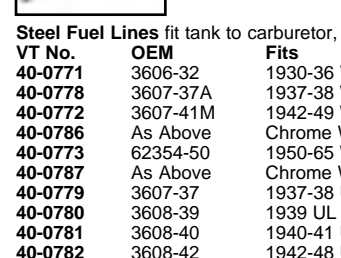 Steel Fuel Lines fit tank to carburetor,
VT No. OEM Fits
40-0771 3606-32 1930-36
40-0778 3607-37A 1937-38
40-0772 3607-41M 1942-49
40-0786 As Above Chrome
40-0773 62354-50 1950-65
40-0787 As Above Chrome
40-0779 3607-37 1937-38
40-0780 3608-39 1939 UL
40-0781 3608-40 1940-41
40-0782 3608-42 1942-48